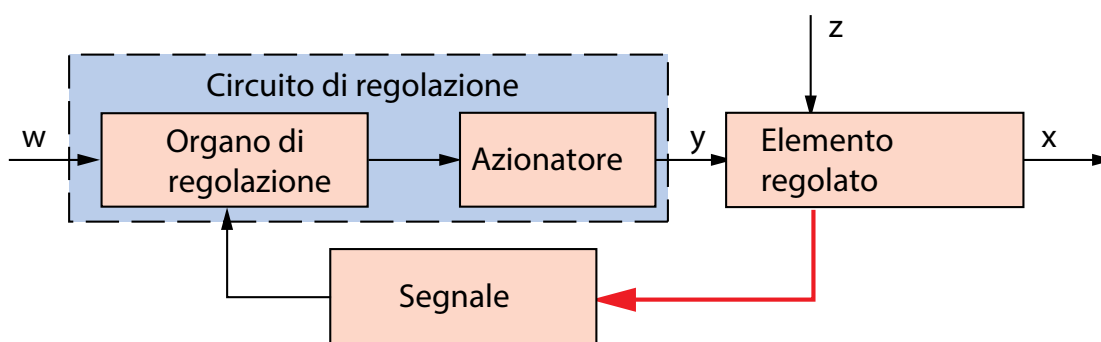 z
Circuito di regolazione
w
Organo di
regolazione
Azionatore
y
Elemento
regolato
x
Segnale